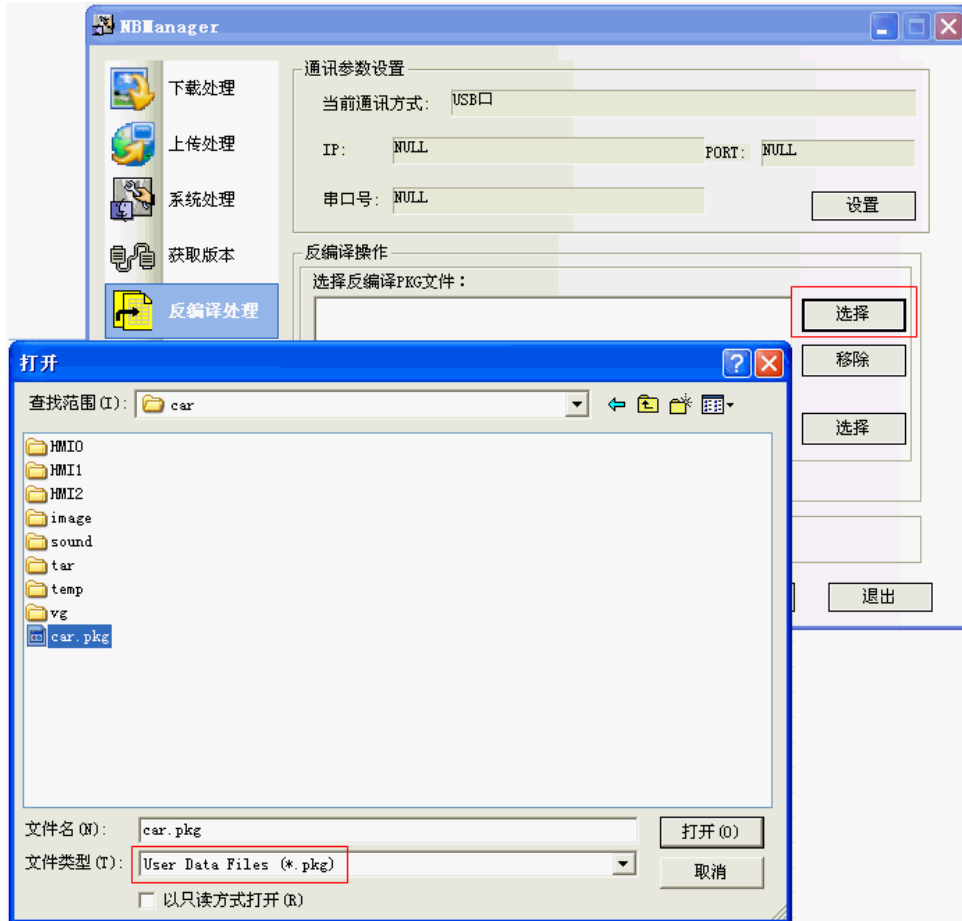 NBManager
下载处理
上传处理
系统处理
获取版本
反编译处理
通讯参数设置
当前通讯方式: USB口
IP: NULL PORT: NULL
串口号: NULL 设置
反编译操作
选择反编译PKG文件：
选择
移除
选择
退出
打开
查找范围(I): car
HMI0
HMI1
HMI2
image
sound
tar
temp
vg
car.pkg
文件名(N): car.pkg 打开(O)
文件类型(T): User Data Files (*.pkg) 取消
以只读方式打开(R)